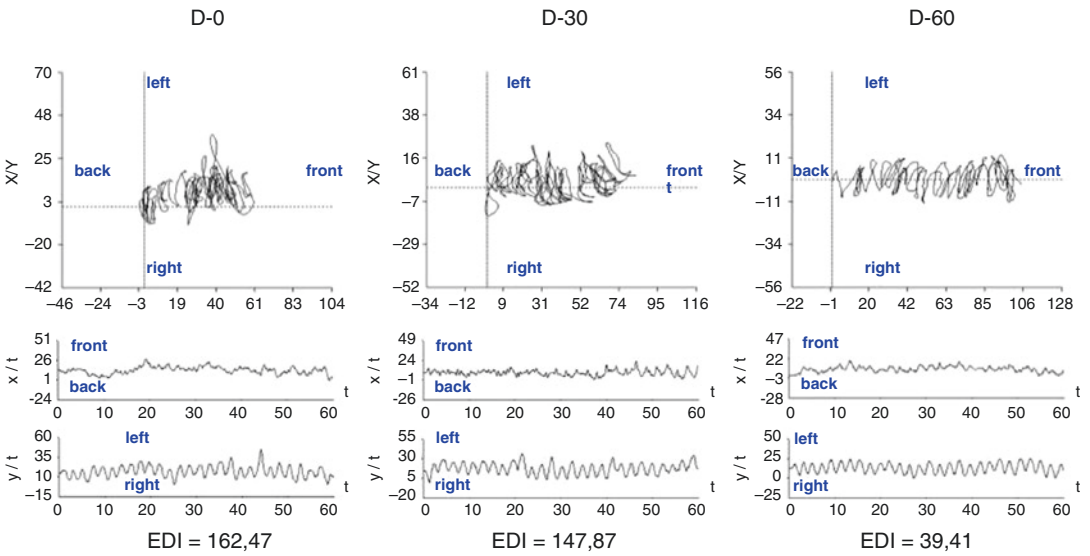 D-0
D-30
D-60
70
48
25
3
–20
–42
X/Y
left
back
front
right
–46 –24 –3 19 40 61 83 104
61
38
16
–7
–29
–52
X/Y
left
back
front
t
right
–34 –12 9 31 52 74 95 116
56
34
11
–11
–34
–56
X/Y
left
back
front
right
–22 –1 20 42 63 85 106 128
51
26
1
–24
x / t
front
back
0 10 20 30 40 50 60
t
49
24
–1
–26
x / t
front
back
0 10 20 30 40 50 60
t
47
22
–3
–28
x / t
front
back
0 10 20 30 40 50 60
t
60
35
10
–15
y / t
left
right
0 10 20 30 40 50 60
t
55
30
5
–20
y / t
left
right
0 10 20 30 40 50 60
t
50
25
0
–25
y / t
left
right
0 10 20 30 40 50 60
t
EDI = 162,47
EDI = 147,87
EDI = 39,41